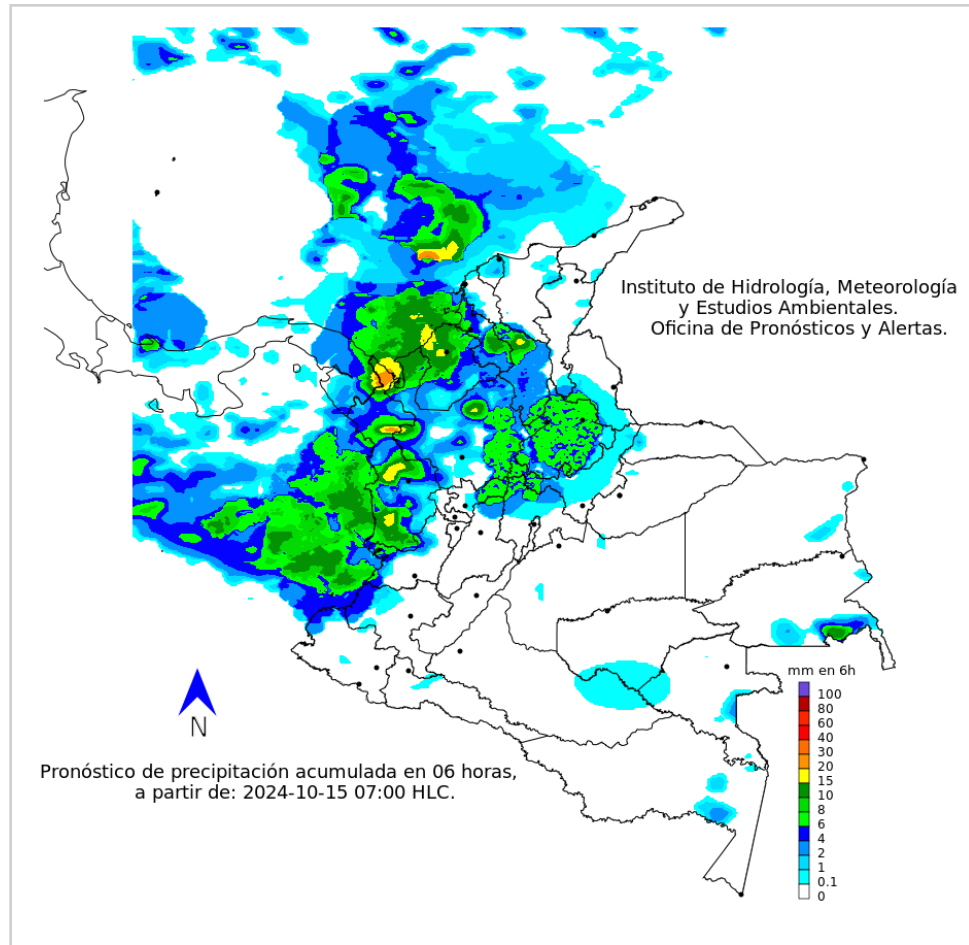 Instituto de Hidrología, Meteorología
y Estudios Ambientales.
Oficina de Pronósticos y Alertas.
mm en 6h
100
80
60
40
30
20
15
10
8
6
4
2
1
0.1
0
N
Pronóstico de precipitación acumulada en 06 horas,
a partir de: 2024-10-15 07:00 HLC.